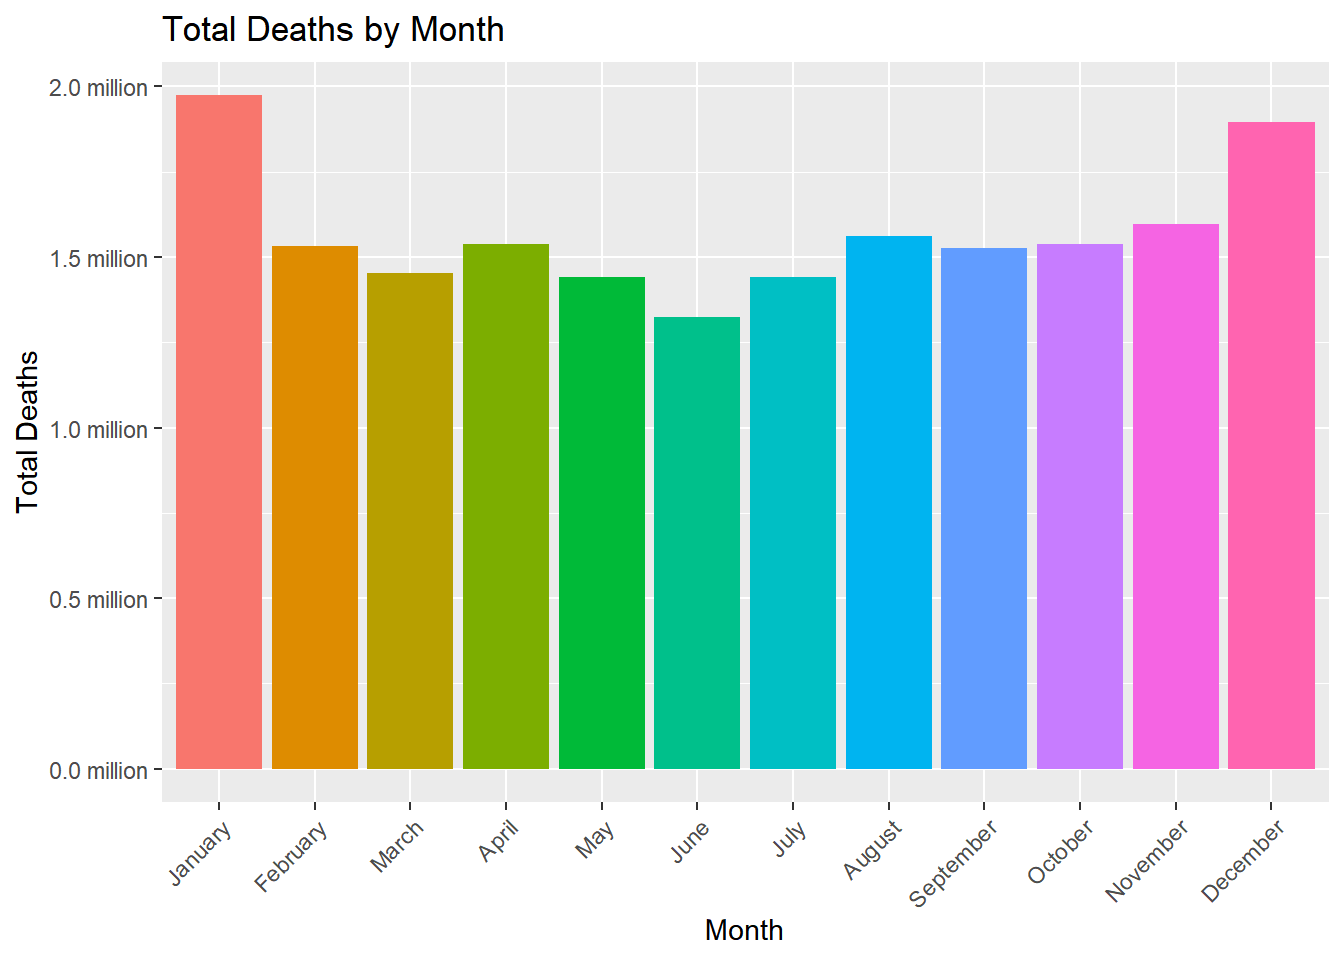 Total Deaths by Month
Total Deaths
2.0 million
1.5 million
1.0 million
0.5 million
0.0 million
January
February
March
April
May
June
July
August
September
October
November
December
Month